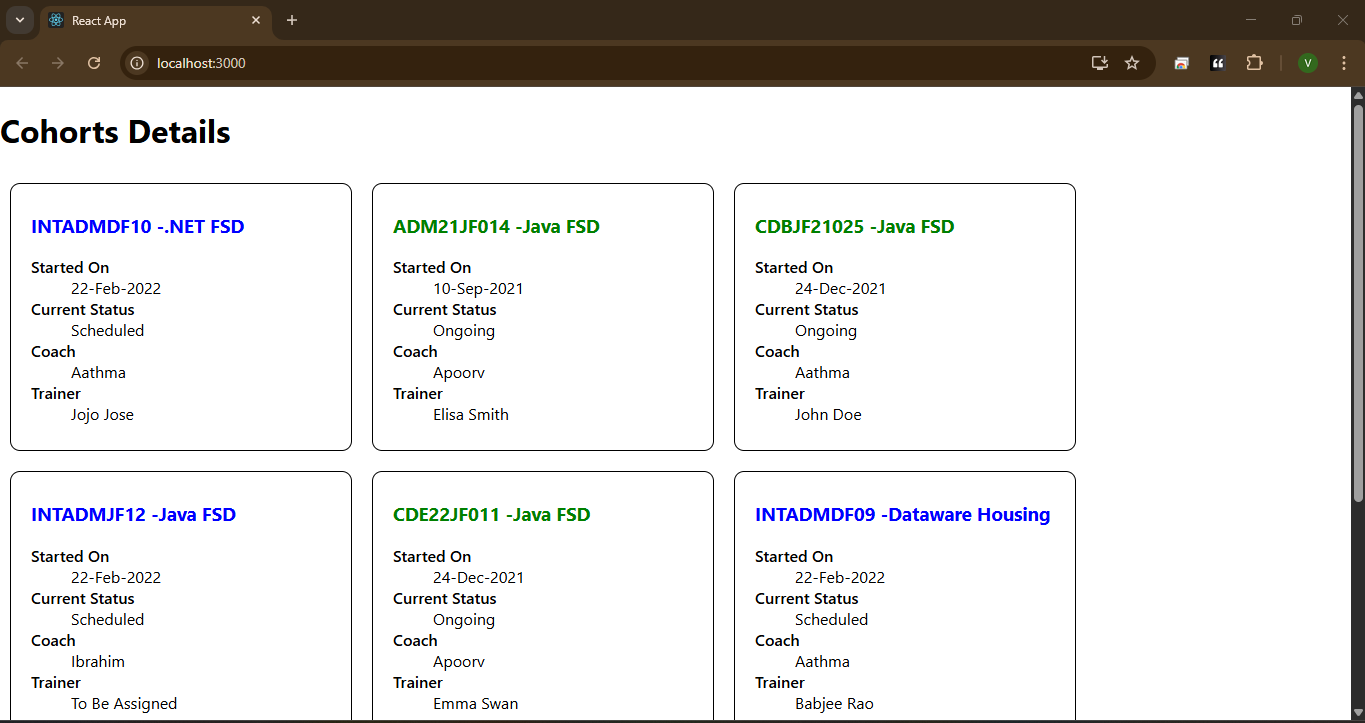 React App
localhost:3000
V
Cohorts Details
INTADMDF10 -.NET FSD
Started On
22-Feb-2022
Current Status
Scheduled
Coach
Aathma
Trainer
Jojo Jose
ADM21JF014 -Java FSD
Started On
10-Sep-2021
Current Status
Ongoing
Coach
Apoorv
Trainer
Elisa Smith
CDBJF21025 -Java FSD
Started On
24-Dec-2021
Current Status
Ongoing
Coach
Aathma
Trainer
John Doe
INTADMJF12 -Java FSD
Started On
22-Feb-2022
Current Status
Scheduled
Coach
Ibrahim
Trainer
To Be Assigned
CDE22JF011 -Java FSD
Started On
24-Dec-2021
Current Status
Ongoing
Coach
Apoorv
Trainer
Emma Swan
INTADMDF09 -Dataware Housing
Started On
22-Feb-2022
Current Status
Scheduled
Coach
Aathma
Trainer
Babjee Rao